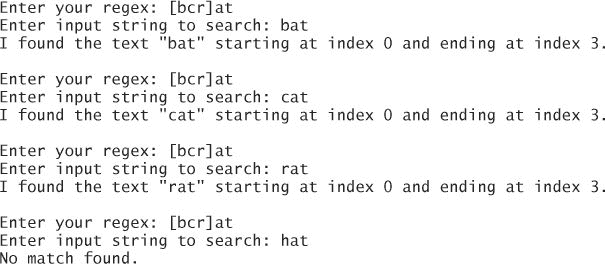 Enter your regex: [bcr]at
Enter input string to search: bat
I found the text "bat" starting at index 0 and ending at index 3.
Enter your regex: [bcr]at
Enter input string to search: cat
I found the text "cat" starting at index 0 and ending at index 3.
Enter your regex: [bcr]at
Enter input string to search: rat
I found the text "rat" starting at index 0 and ending at index 3.
Enter your regex: [bcr]at
Enter input string to search: hat
No match found.